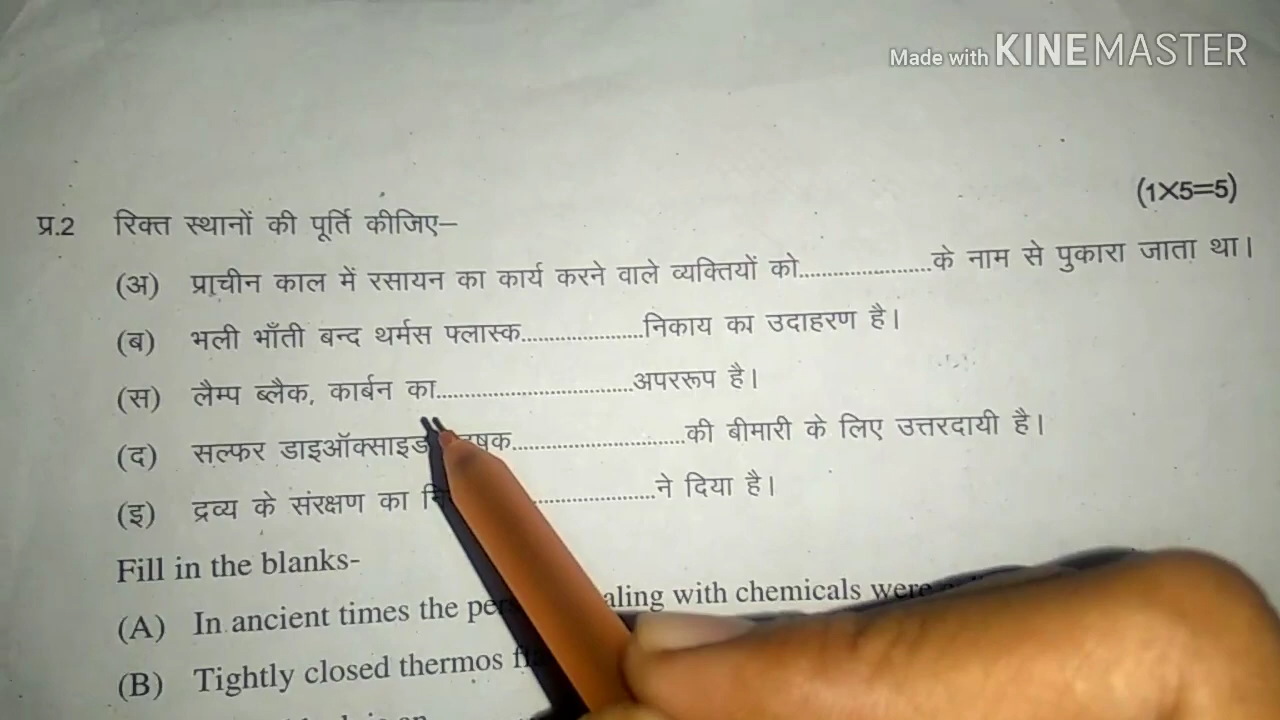 Made with KINEMASTER
(1×5=5)
प्र.2 रिक्त स्थानों की पूर्ति कीजिए–
(अ) प्राचीन काल में रसायन का कार्य करने वाले व्यक्तियों को......................के नाम से पुकारा जाता था।
(ब) भली भाँती बन्द थर्मस फ्लास्क....................निकाय का उदाहरण है।
(स) लैम्प ब्लैक, कार्बन का.................................अपररूप है।
(द) सल्फर डाइऑक्साइड .............................की बीमारी के लिए उत्तरदायी है।
(इ) द्रव्य के संरक्षण का ....................ने दिया है।
Fill in the blanks-
(A) In ancient times the with chemicals were
(B) Tightly closed thermos